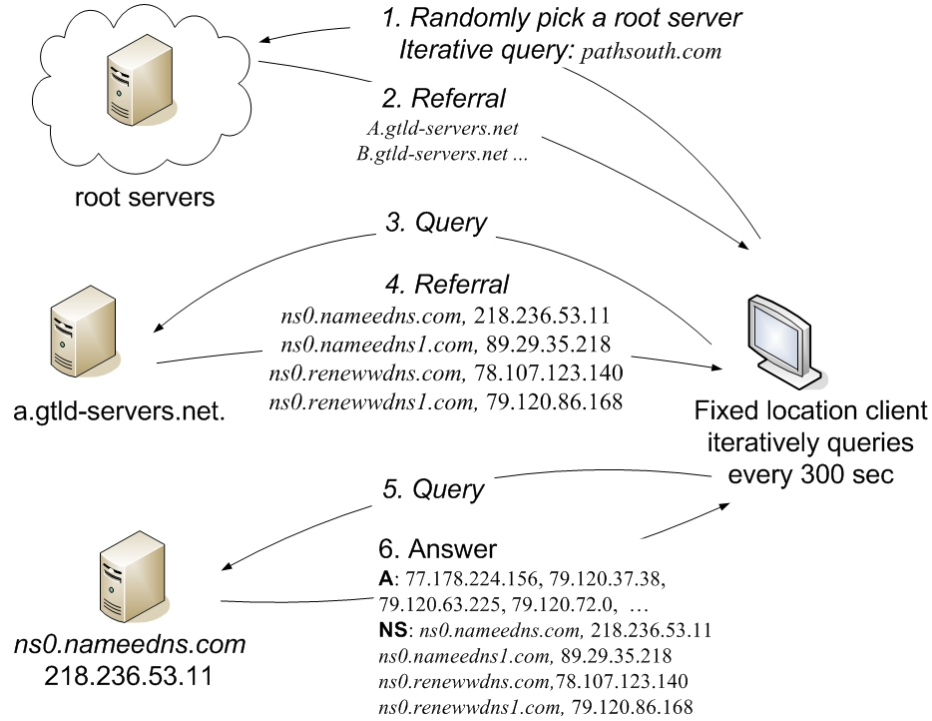 1. Randomly pick a root server
Iterative query: pathsouth.com
2. Referral
A.gtld-servers.net
B.gtld-servers.net ...
root servers
3. Query
4. Referral
ns0.nameedns.com, 218.236.53.11
ns0.nameedns1.com, 89.29.35.218
ns0.renewwdns.com, 78.107.123.140
ns0.renewwdns1.com, 79.120.86.168
a.gtld-servers.net.
Fixed location client
iteratively queries
every 300 sec
5. Query
6. Answer
A: 77.178.224.156, 79.120.37.38,
79.120.63.225, 79.120.72.0, ...
NS: ns0.nameedns.com, 218.236.53.11
ns0.nameedns1.com, 89.29.35.218
ns0.renewwdns.com,78.107.123.140
ns0.renewwdns1.com, 79.120.86.168
ns0.nameedns.com
218.236.53.11